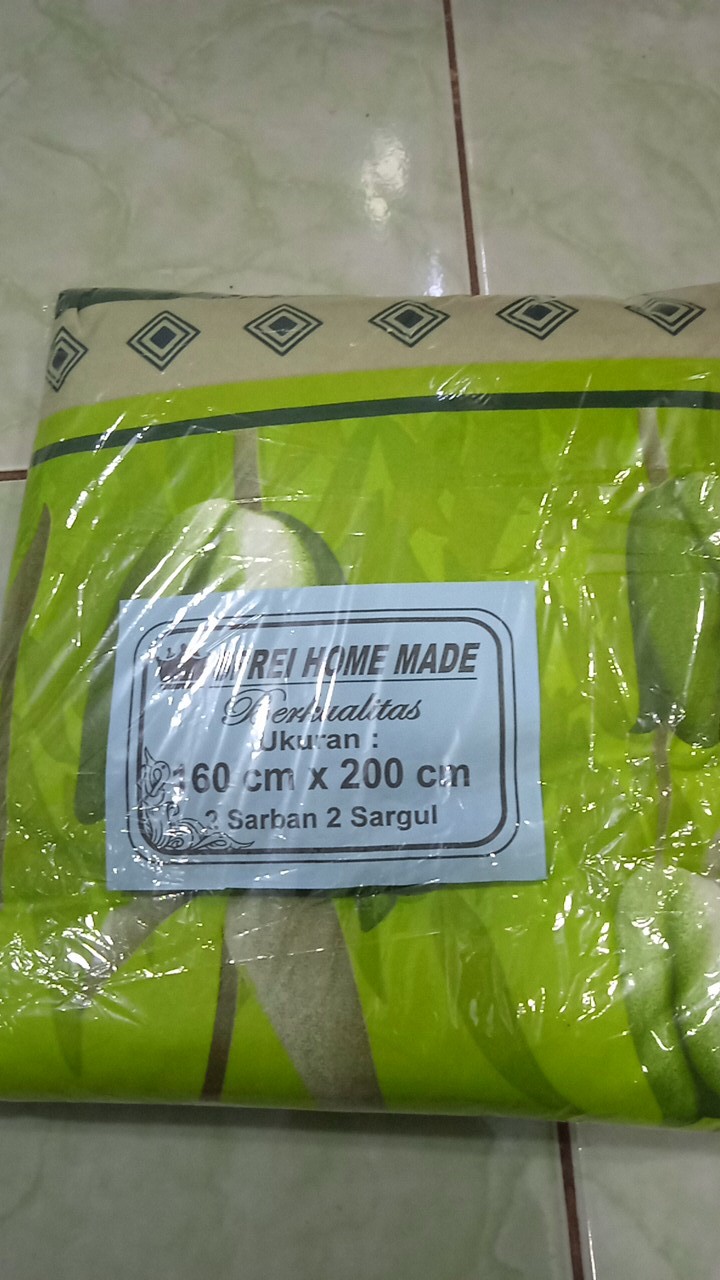 HOME MADE
Berkualitas
Ukuran :
160 cm x 200 cm
2 Sarban 2 Sargul